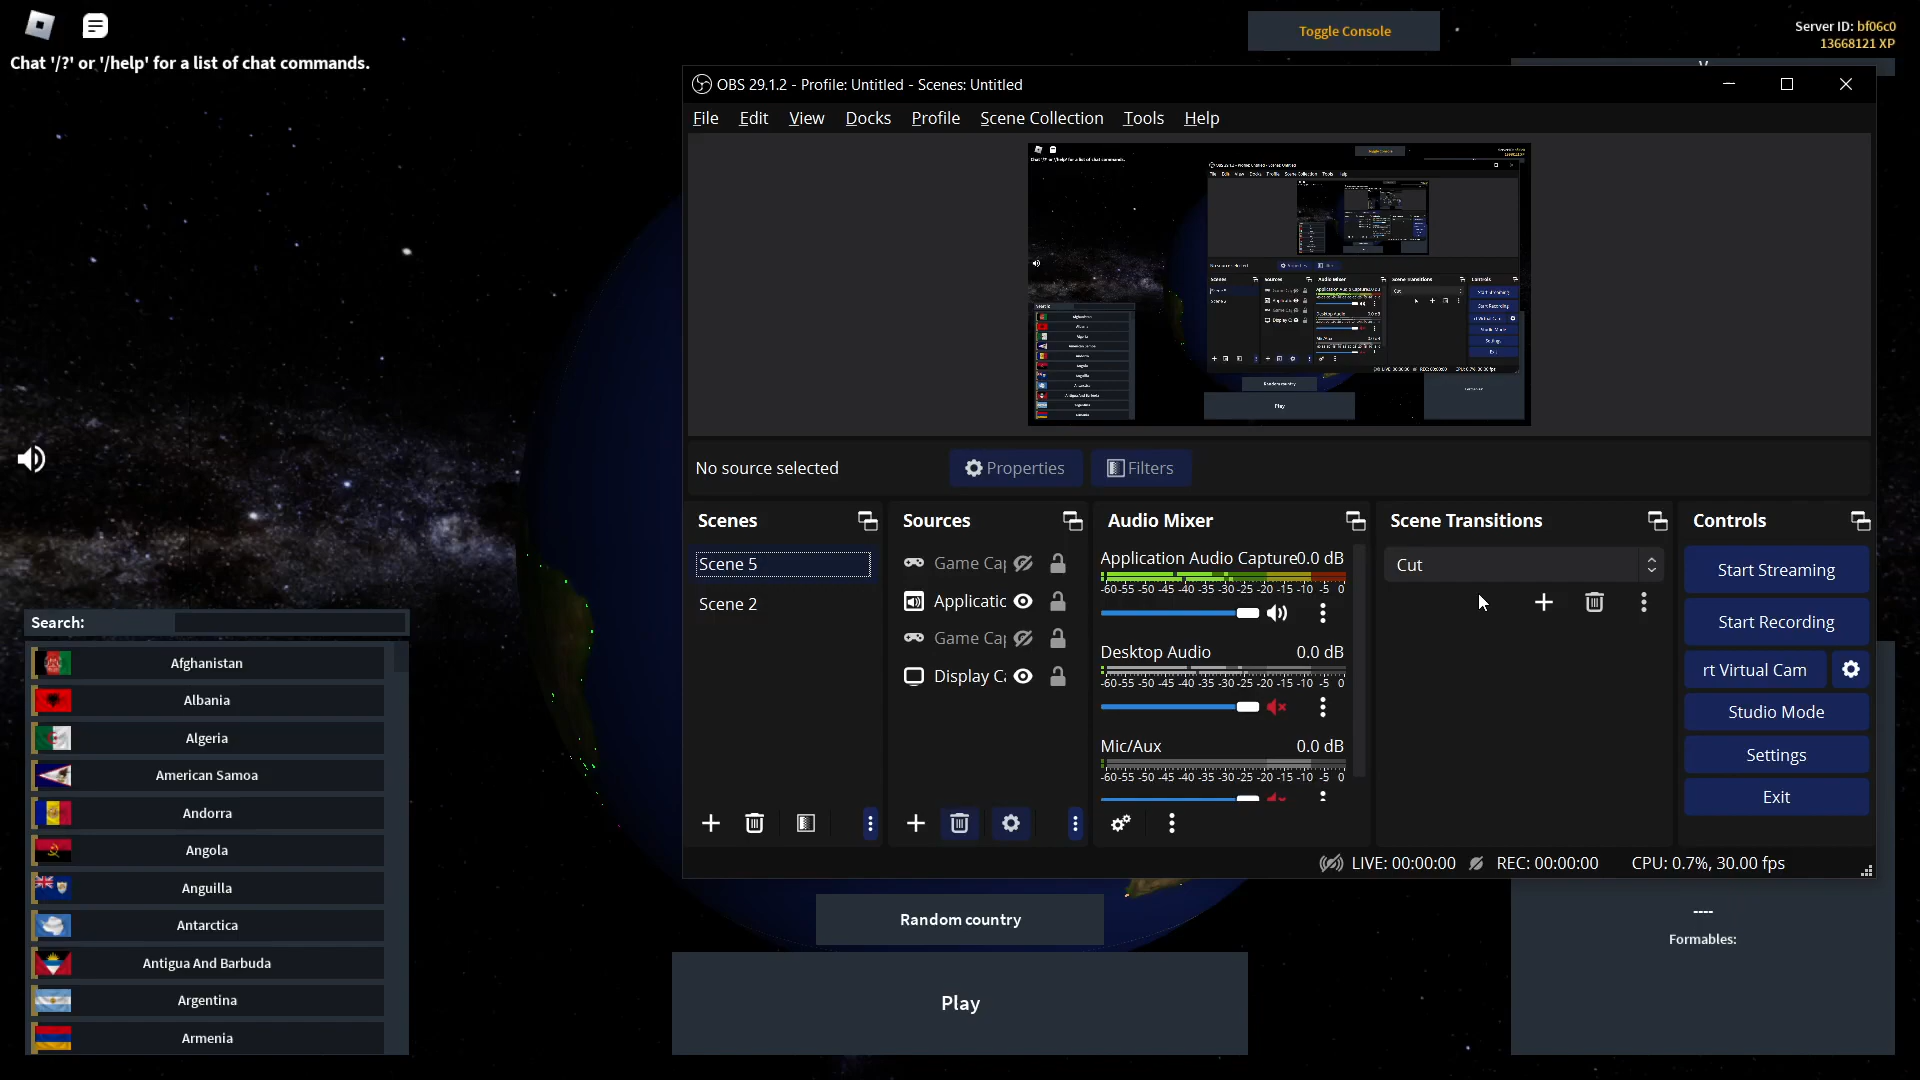 Chat '/?' or '/help' for a list of chat commands.
Toggle Console
Server ID: bf06c0
13668121 XP
OBS 29.1.2 - Profile: Untitled - Scenes: Untitled
File Edit View Docks Profile Scene Collection Tools Help
No source selected
Properties
Filters
Scenes
Scene 5
Scene 2
Sources
Game Ca
Applicatio
Game Ca
Display C
Audio Mixer
Application Audio Capture 0.0 dB
-60 -55 -50 -45 -40 -35 -30 -25 -20 -15 -10 -5 0
Desktop Audio 0.0 dB
-60 -55 -50 -45 -40 -35 -30 -25 -20 -15 -10 -5 0
Mic/Aux 0.0 dB
-60 -55 -50 -45 -40 -35 -30 -25 -20 -15 -10 -5 0
Scene Transitions
Cut
Controls
Start Streaming
Start Recording
rt Virtual Cam
Studio Mode
Settings
Exit
LIVE: 00:00:00 REC: 00:00:00 CPU: 0.7%, 30.00 fps
Search:
Afghanistan
Albania
Algeria
American Samoa
Andorra
Angola
Anguilla
Antarctica
Antigua And Barbuda
Argentina
Armenia
Random country
Play
----
Formables: